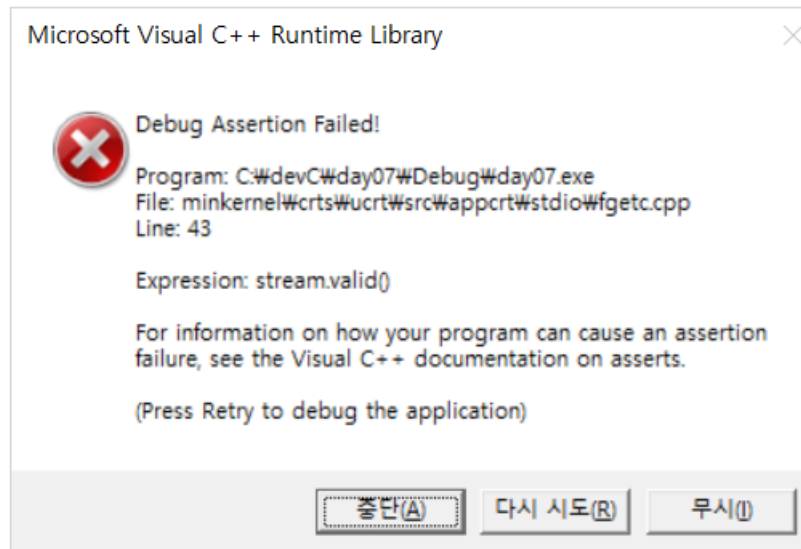 Microsoft Visual C++ Runtime Library
Debug Assertion Failed!
Program: C:₩devC₩day07₩Debug₩day07.exe
File: minkernel₩crts₩ucrt₩src₩appcrt₩stdio₩fgetc.cpp
Line: 43
Expression: stream.valid()
For information on how your program can cause an assertion
failure, see the Visual C++ documentation on asserts.
(Press Retry to debug the application)
중단(A) 다시 시도(R) 무시(I)